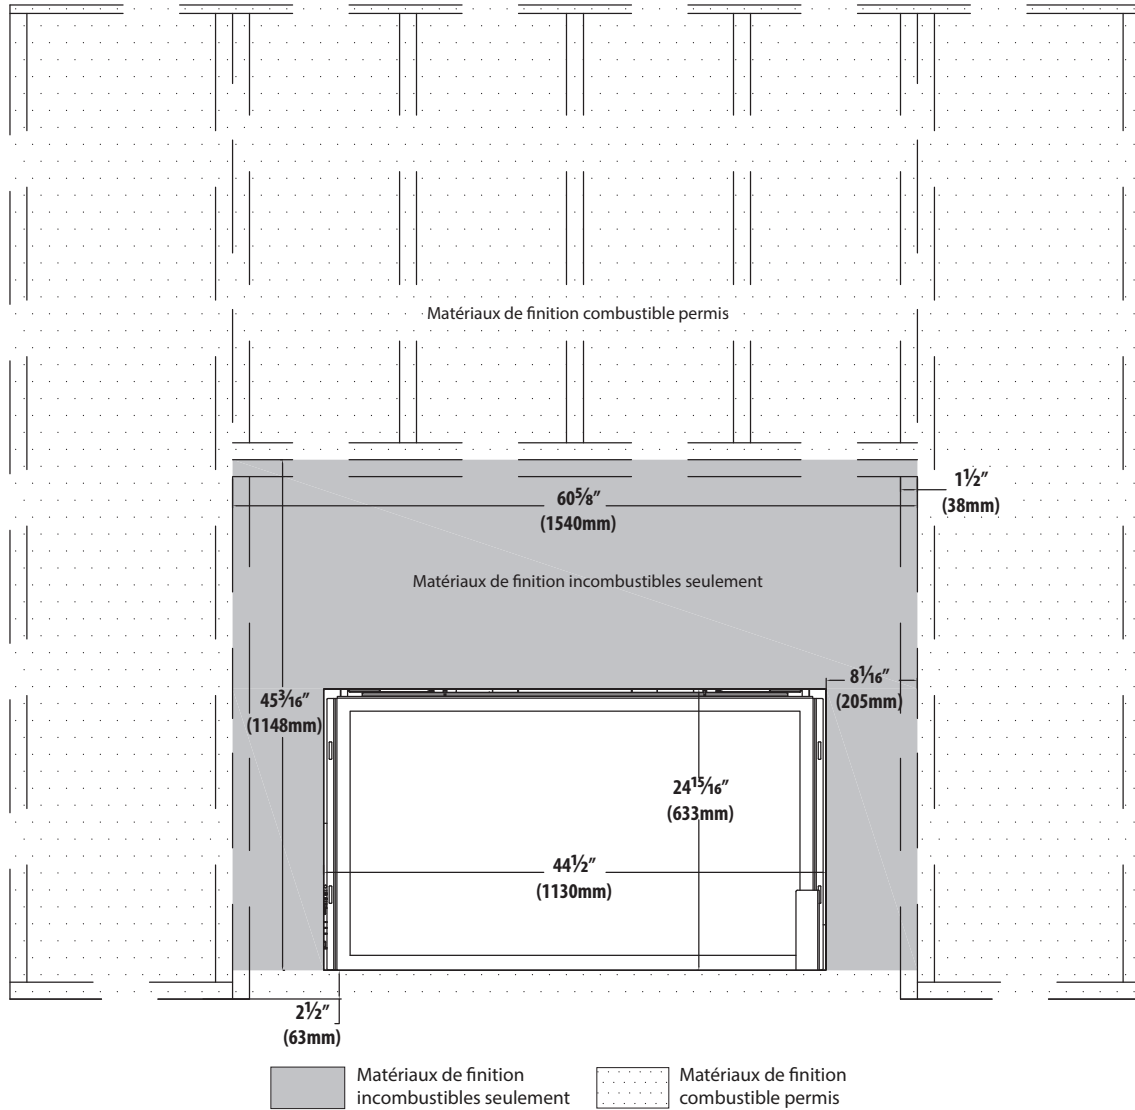 Matériaux de finition combustible permis
1½"
(38mm)
60⅝"
(1540mm)
Matériaux de finition incombustibles seulement
8¹⁄₁₆"
(205mm)
45³⁄₁₆"
(1148mm)
24¹⁵⁄₁₆"
(633mm)
44½"
(1130mm)
2½"
(63mm)
Matériaux de finition
incombustibles seulement
Matériaux de finition
combustible permis